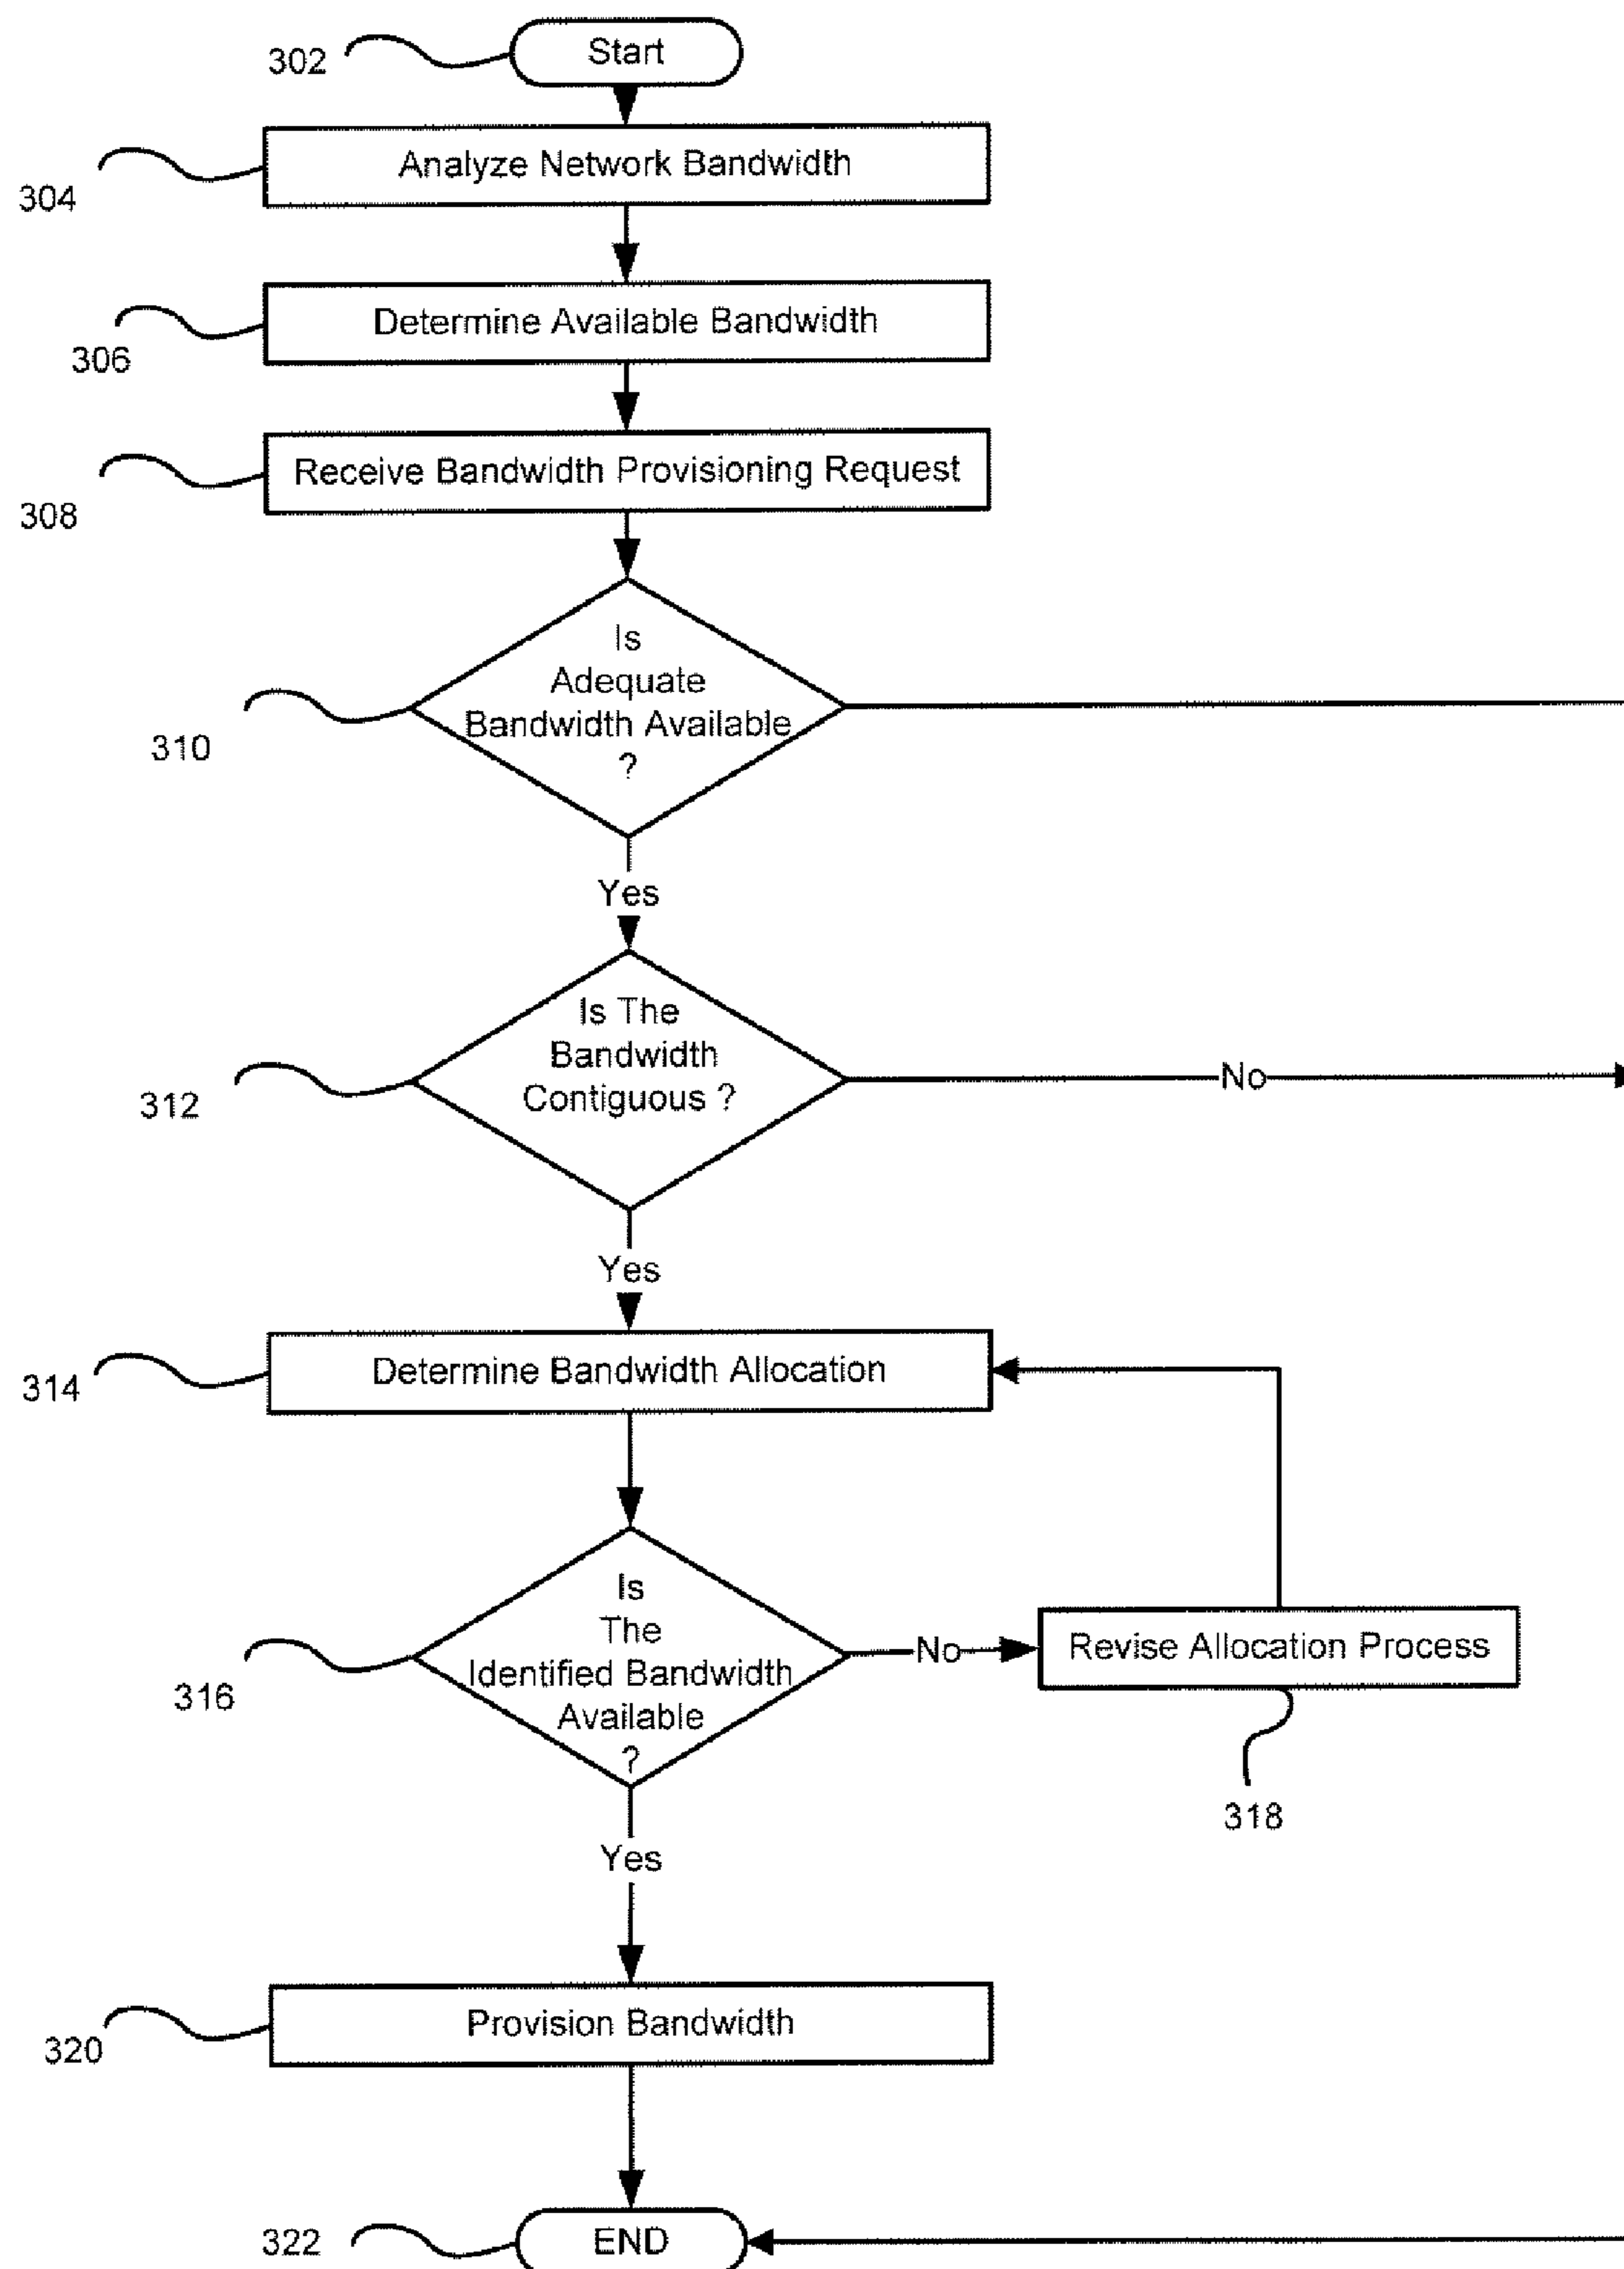 302
Start
304
Analyze Network Bandwidth
306
Determine Available Bandwidth
308
Receive Bandwidth Provisioning Request
310
Is
Adequate
Bandwidth Available
?
Yes
312
Is The
Bandwidth
Contiguous ?
No
Yes
314
Determine Bandwidth Allocation
316
Is
The
Identified Bandwidth
Available
?
No
Revise Allocation Process
318
Yes
320
Provision Bandwidth
322
END